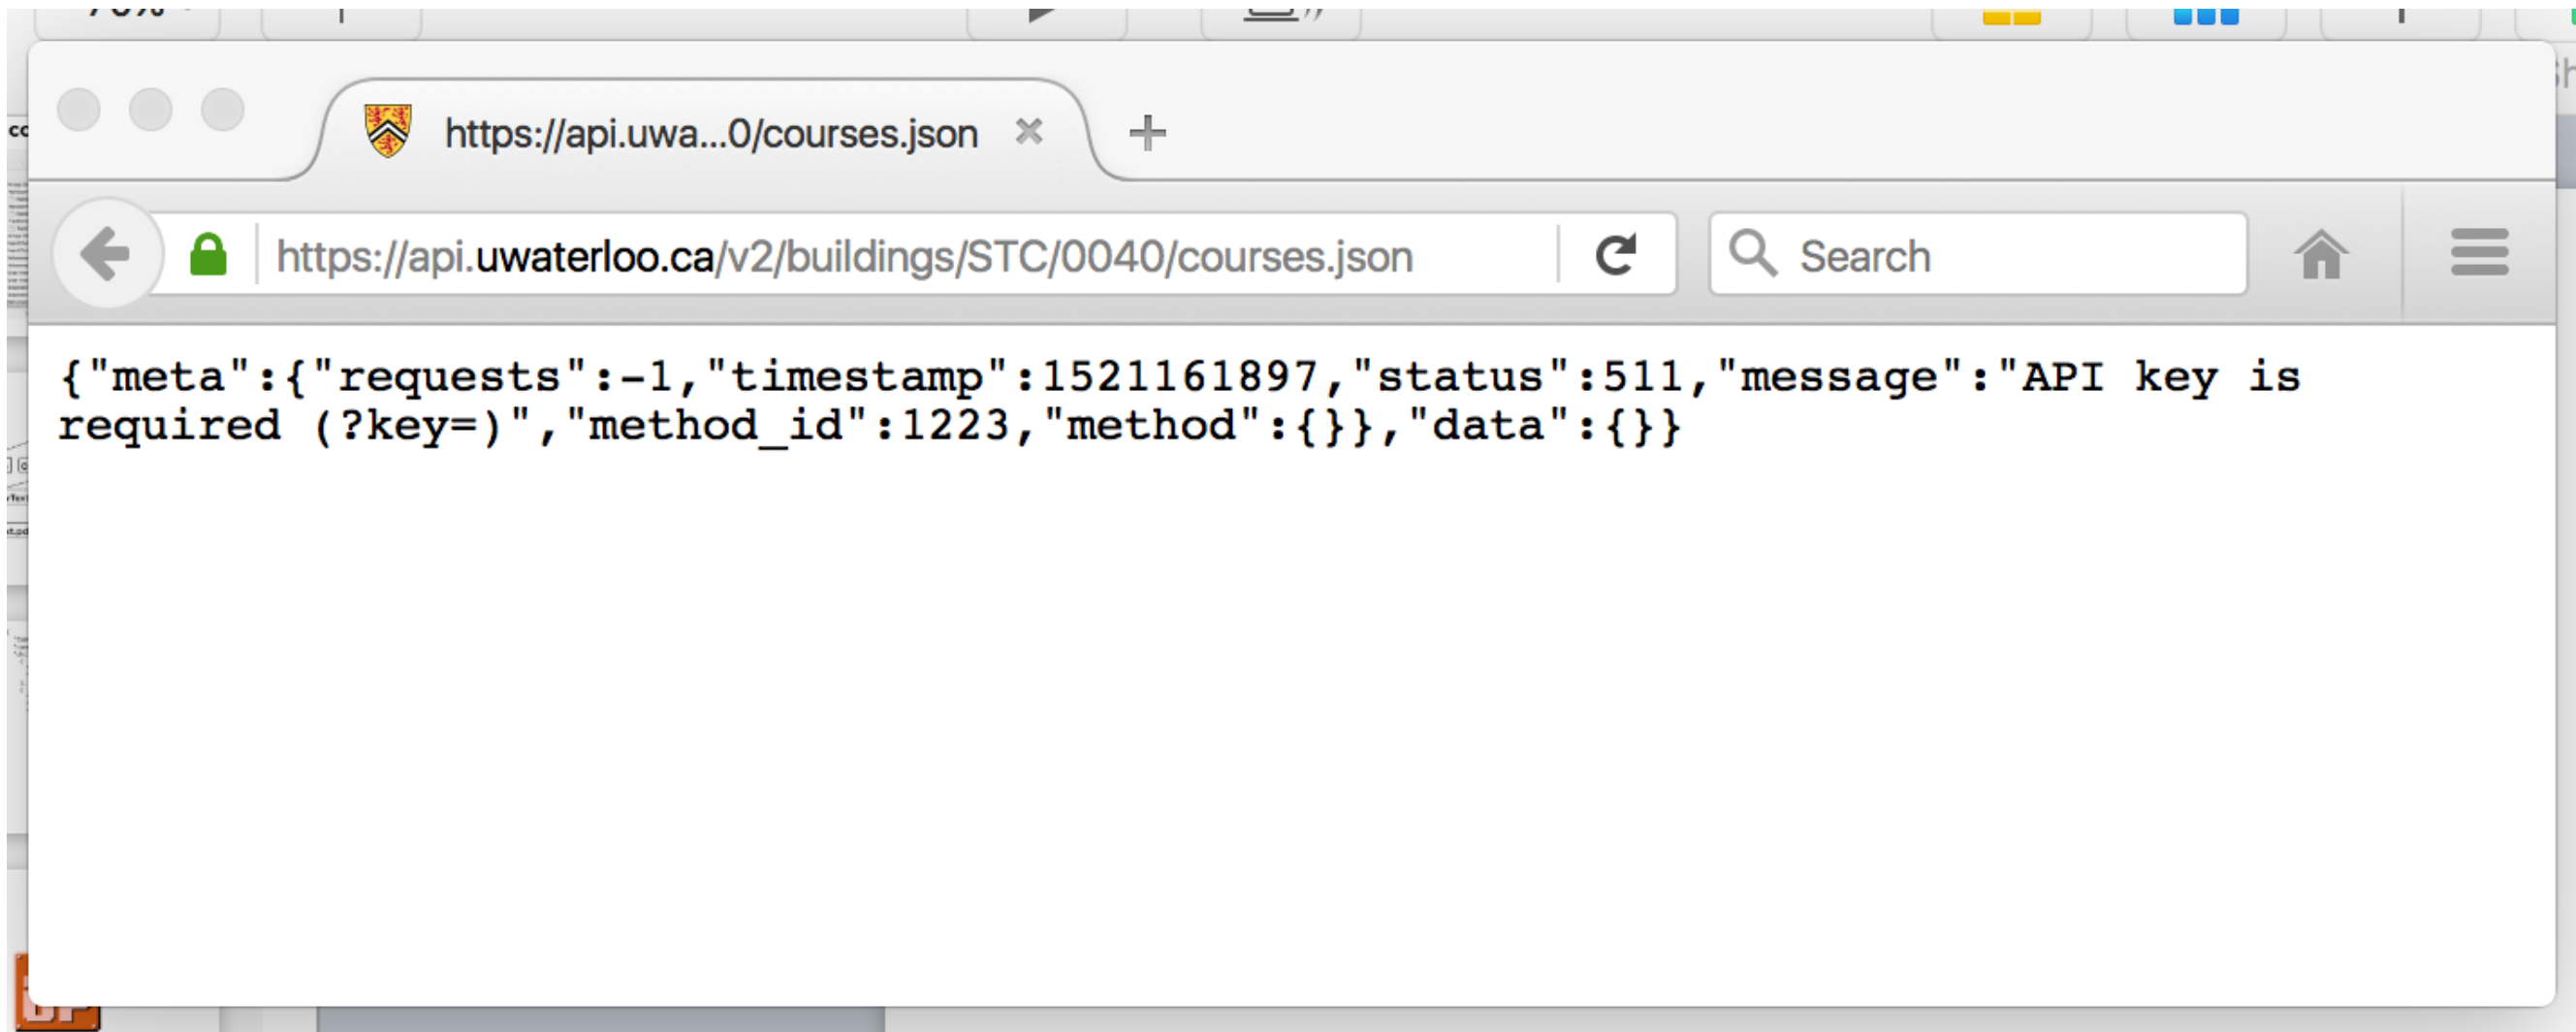 70%
https://api.uwa...0/courses.json
https://api.uwaterloo.ca/v2/buildings/STC/0040/courses.json
Search
{"meta":{"requests":-1,"timestamp":1521161897,"status":511,"message":"API key is
required (?key=)","method_id":1223,"method":{}},"data":{}}